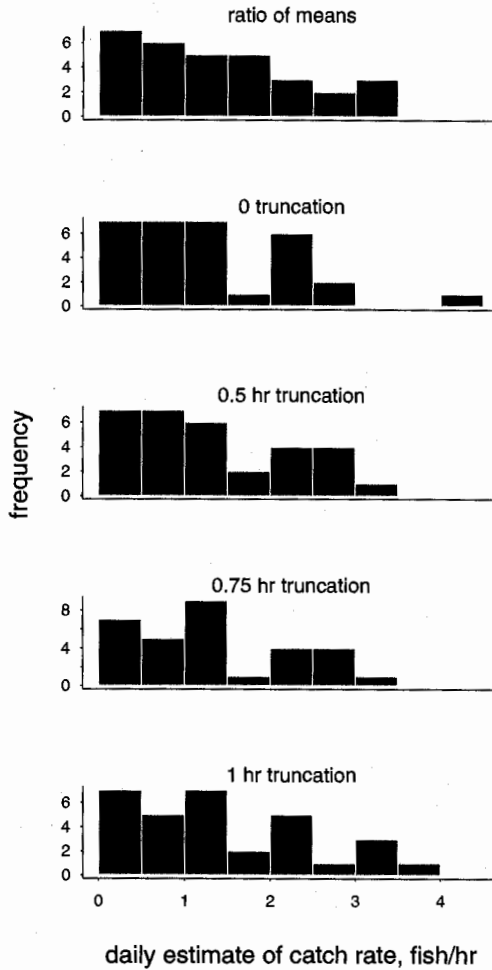 ratio of means
6
4
2
0
0 truncation
6
4
2
0
0.5 hr truncation
6
4
2
0
frequency
0.75 hr truncation
8
4
0
1 hr truncation
6
4
2
0
0 1 2 3 4
daily estimate of catch rate, fish/hr